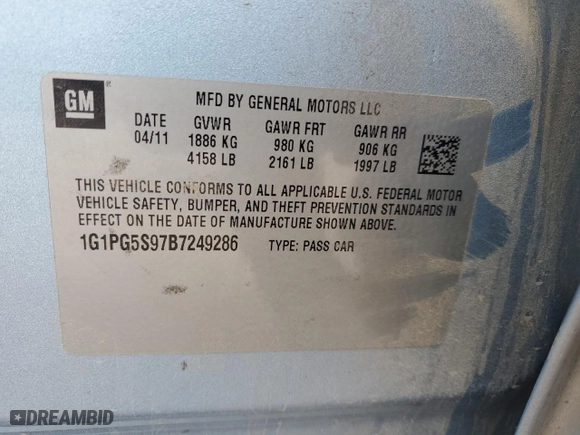 GM
MFD BY GENERAL MOTORS LLC
DATE GVWR GAWR FRT GAWR RR
04/11 1886 KG 980 KG 906 KG
4158 LB 2161 LB 1997 LB
THIS VEHICLE CONFORMS TO ALL APPLICABLE U.S. FEDERAL MOTOR
VEHICLE SAFETY, BUMPER, AND THEFT PREVENTION STANDARDS IN
EFFECT ON THE DATE OF MANUFACTURE SHOWN ABOVE.
1G1PG5S97B7249286 TYPE: PASS CAR
DREAMBID